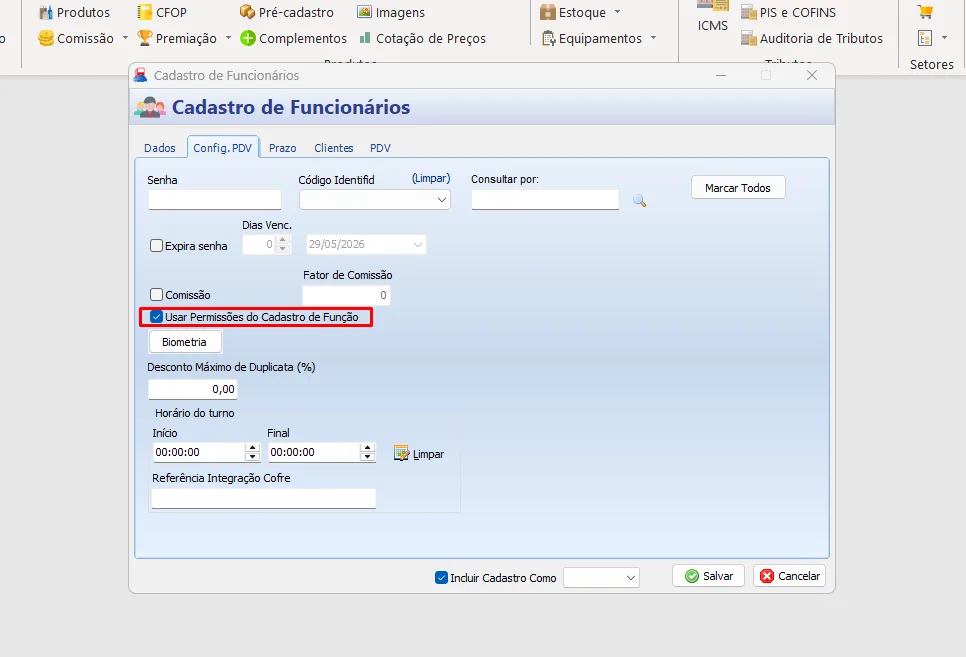 Produtos CFOP Pré-cadastro Imagens Estoque PIS e COFINS
o Comissão Premiação Complementos Cotação de Preços Equipamentos ICMS Auditoria de Tributos
Produtos Tributos Setores
Cadastro de Funcionários
Cadastro de Funcionários
Dados Config. PDV Prazo Clientes PDV
Senha Código Identifid (Limpar) Consultar por:
Marcar Todos
Dias Venc.
Expira senha 0 29/05/2026
Fator de Comissão
Comissão 0
Usar Permissões do Cadastro de Função
Biometria
Desconto Máximo de Duplicata (%)
0,00
Horário do turno
Início Final
00:00:00 00:00:00 Limpar
Referência Integração Cofre
Incluir Cadastro Como Salvar Cancelar